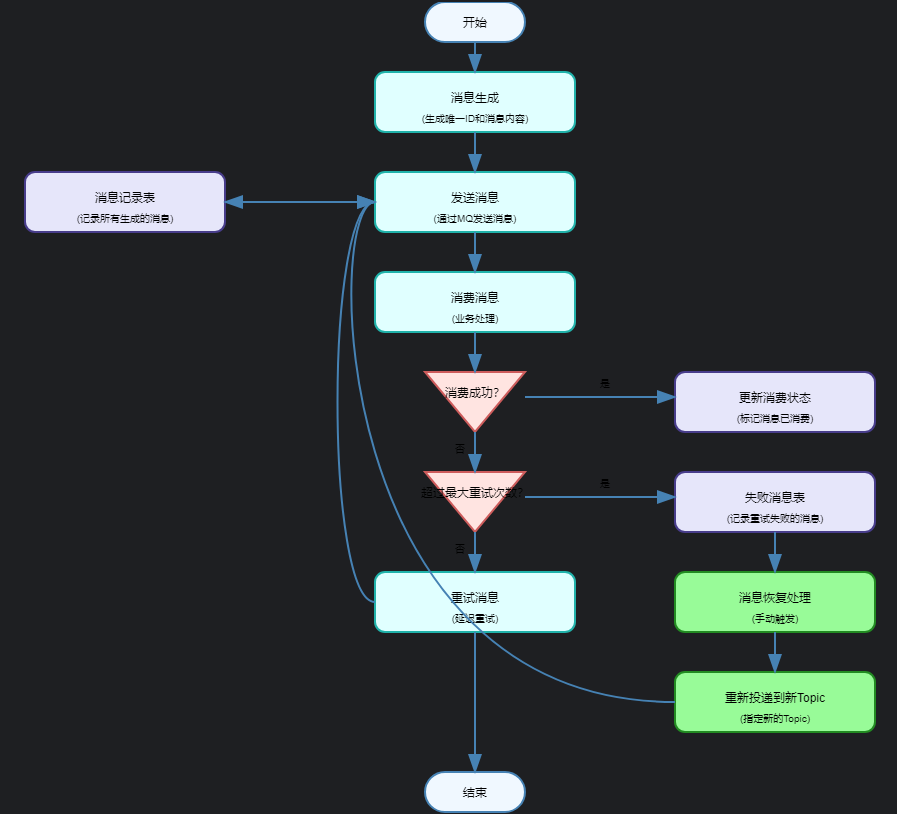 开始
消息生成
(生成唯一ID和消息内容)
消息记录表
(记录所有生成的消息)
发送消息
(通过MQ发送消息)
消费消息
(业务处理)
消费成功?
是
更新消费状态
(标记消息已消费)
否
超过最大重试次数?
是
失败消息表
(记录重试失败的消息)
否
重试消息
(延迟重试)
消息恢复处理
(手动触发)
重新投递到新Topic
(指定新的Topic)
结束